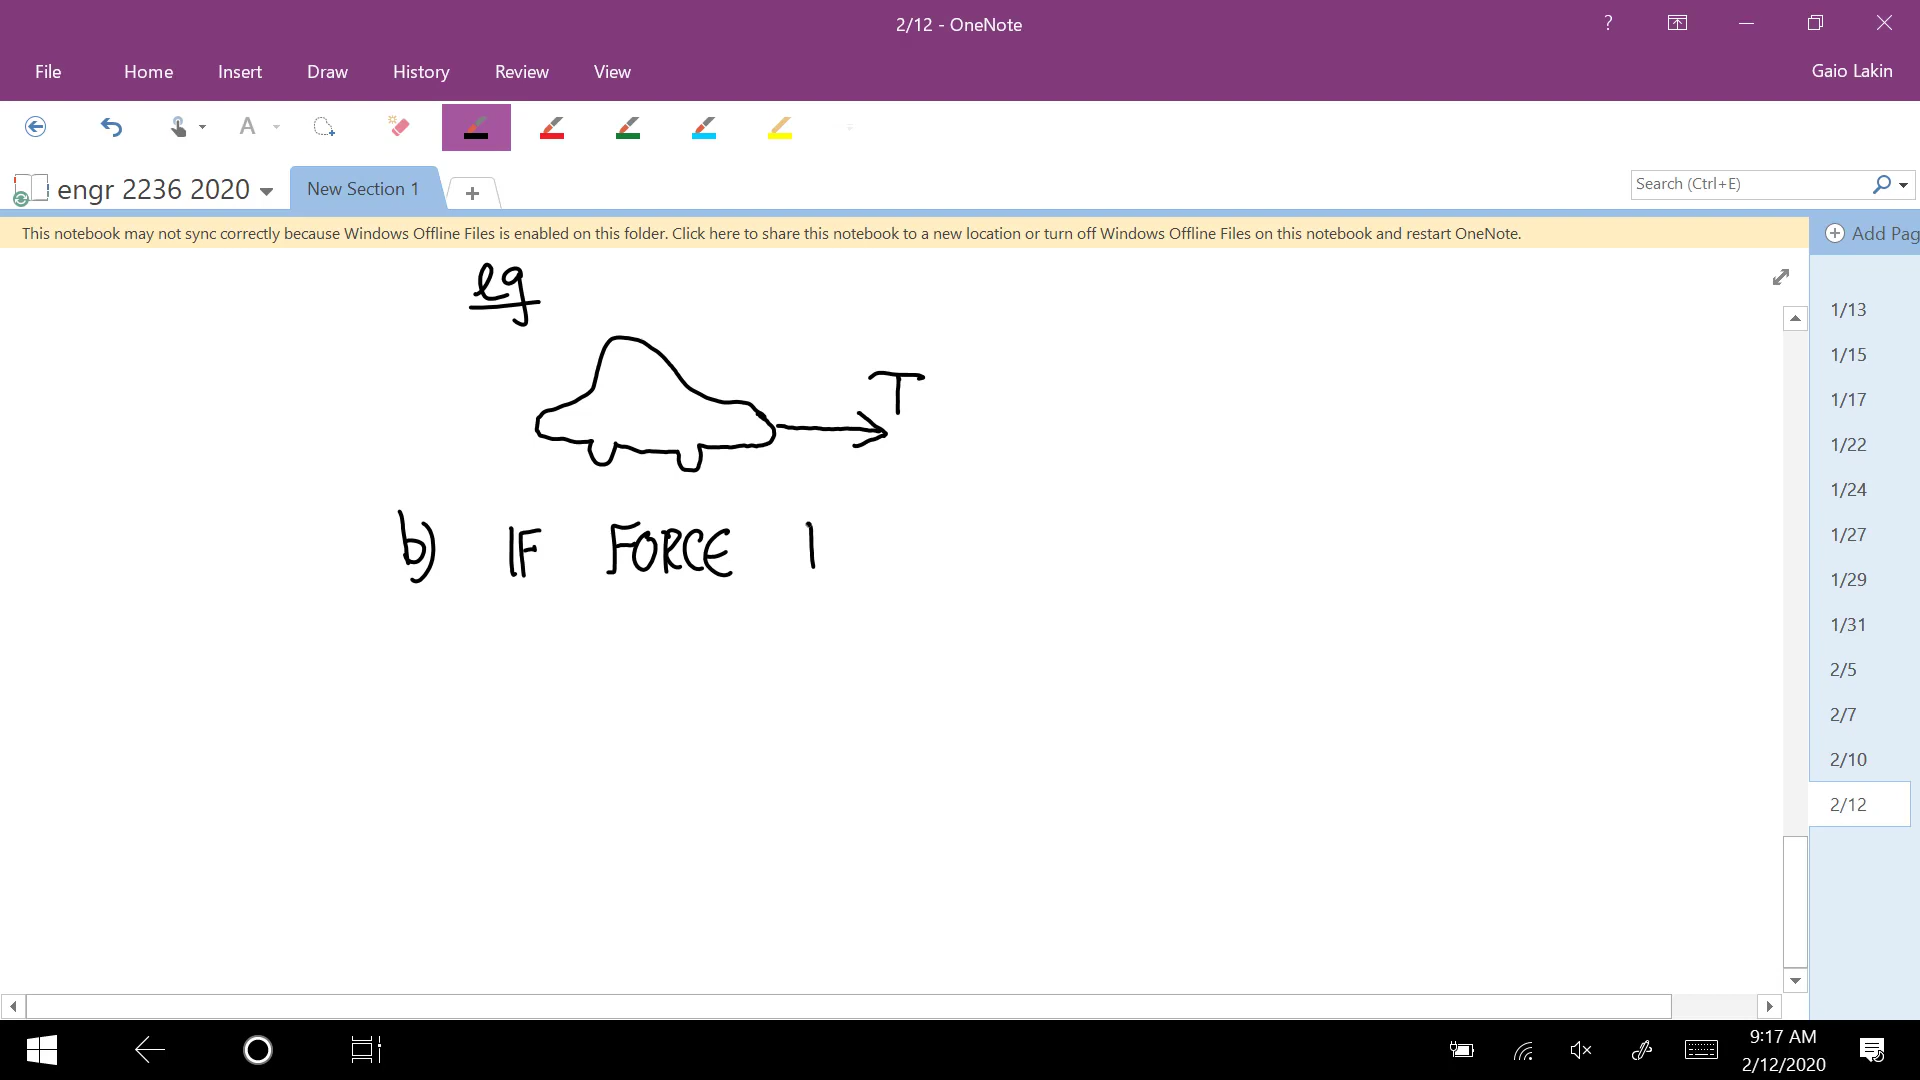 2/12 - OneNote
?
File Home Insert Draw History Review View
Gaio Lakin
A
engr 2236 2020
New Section 1
+
Search (Ctrl+E)
This notebook may not sync correctly because Windows Offline Files is enabled on this folder. Click here to share this notebook to a new location or turn off Windows Offline Files on this notebook and restart OneNote.
Add Pag
eg
T
b) IF FORCE I
1/13
1/15
1/17
1/22
1/24
1/27
1/29
1/31
2/5
2/7
2/10
2/12
9:17 AM
2/12/2020